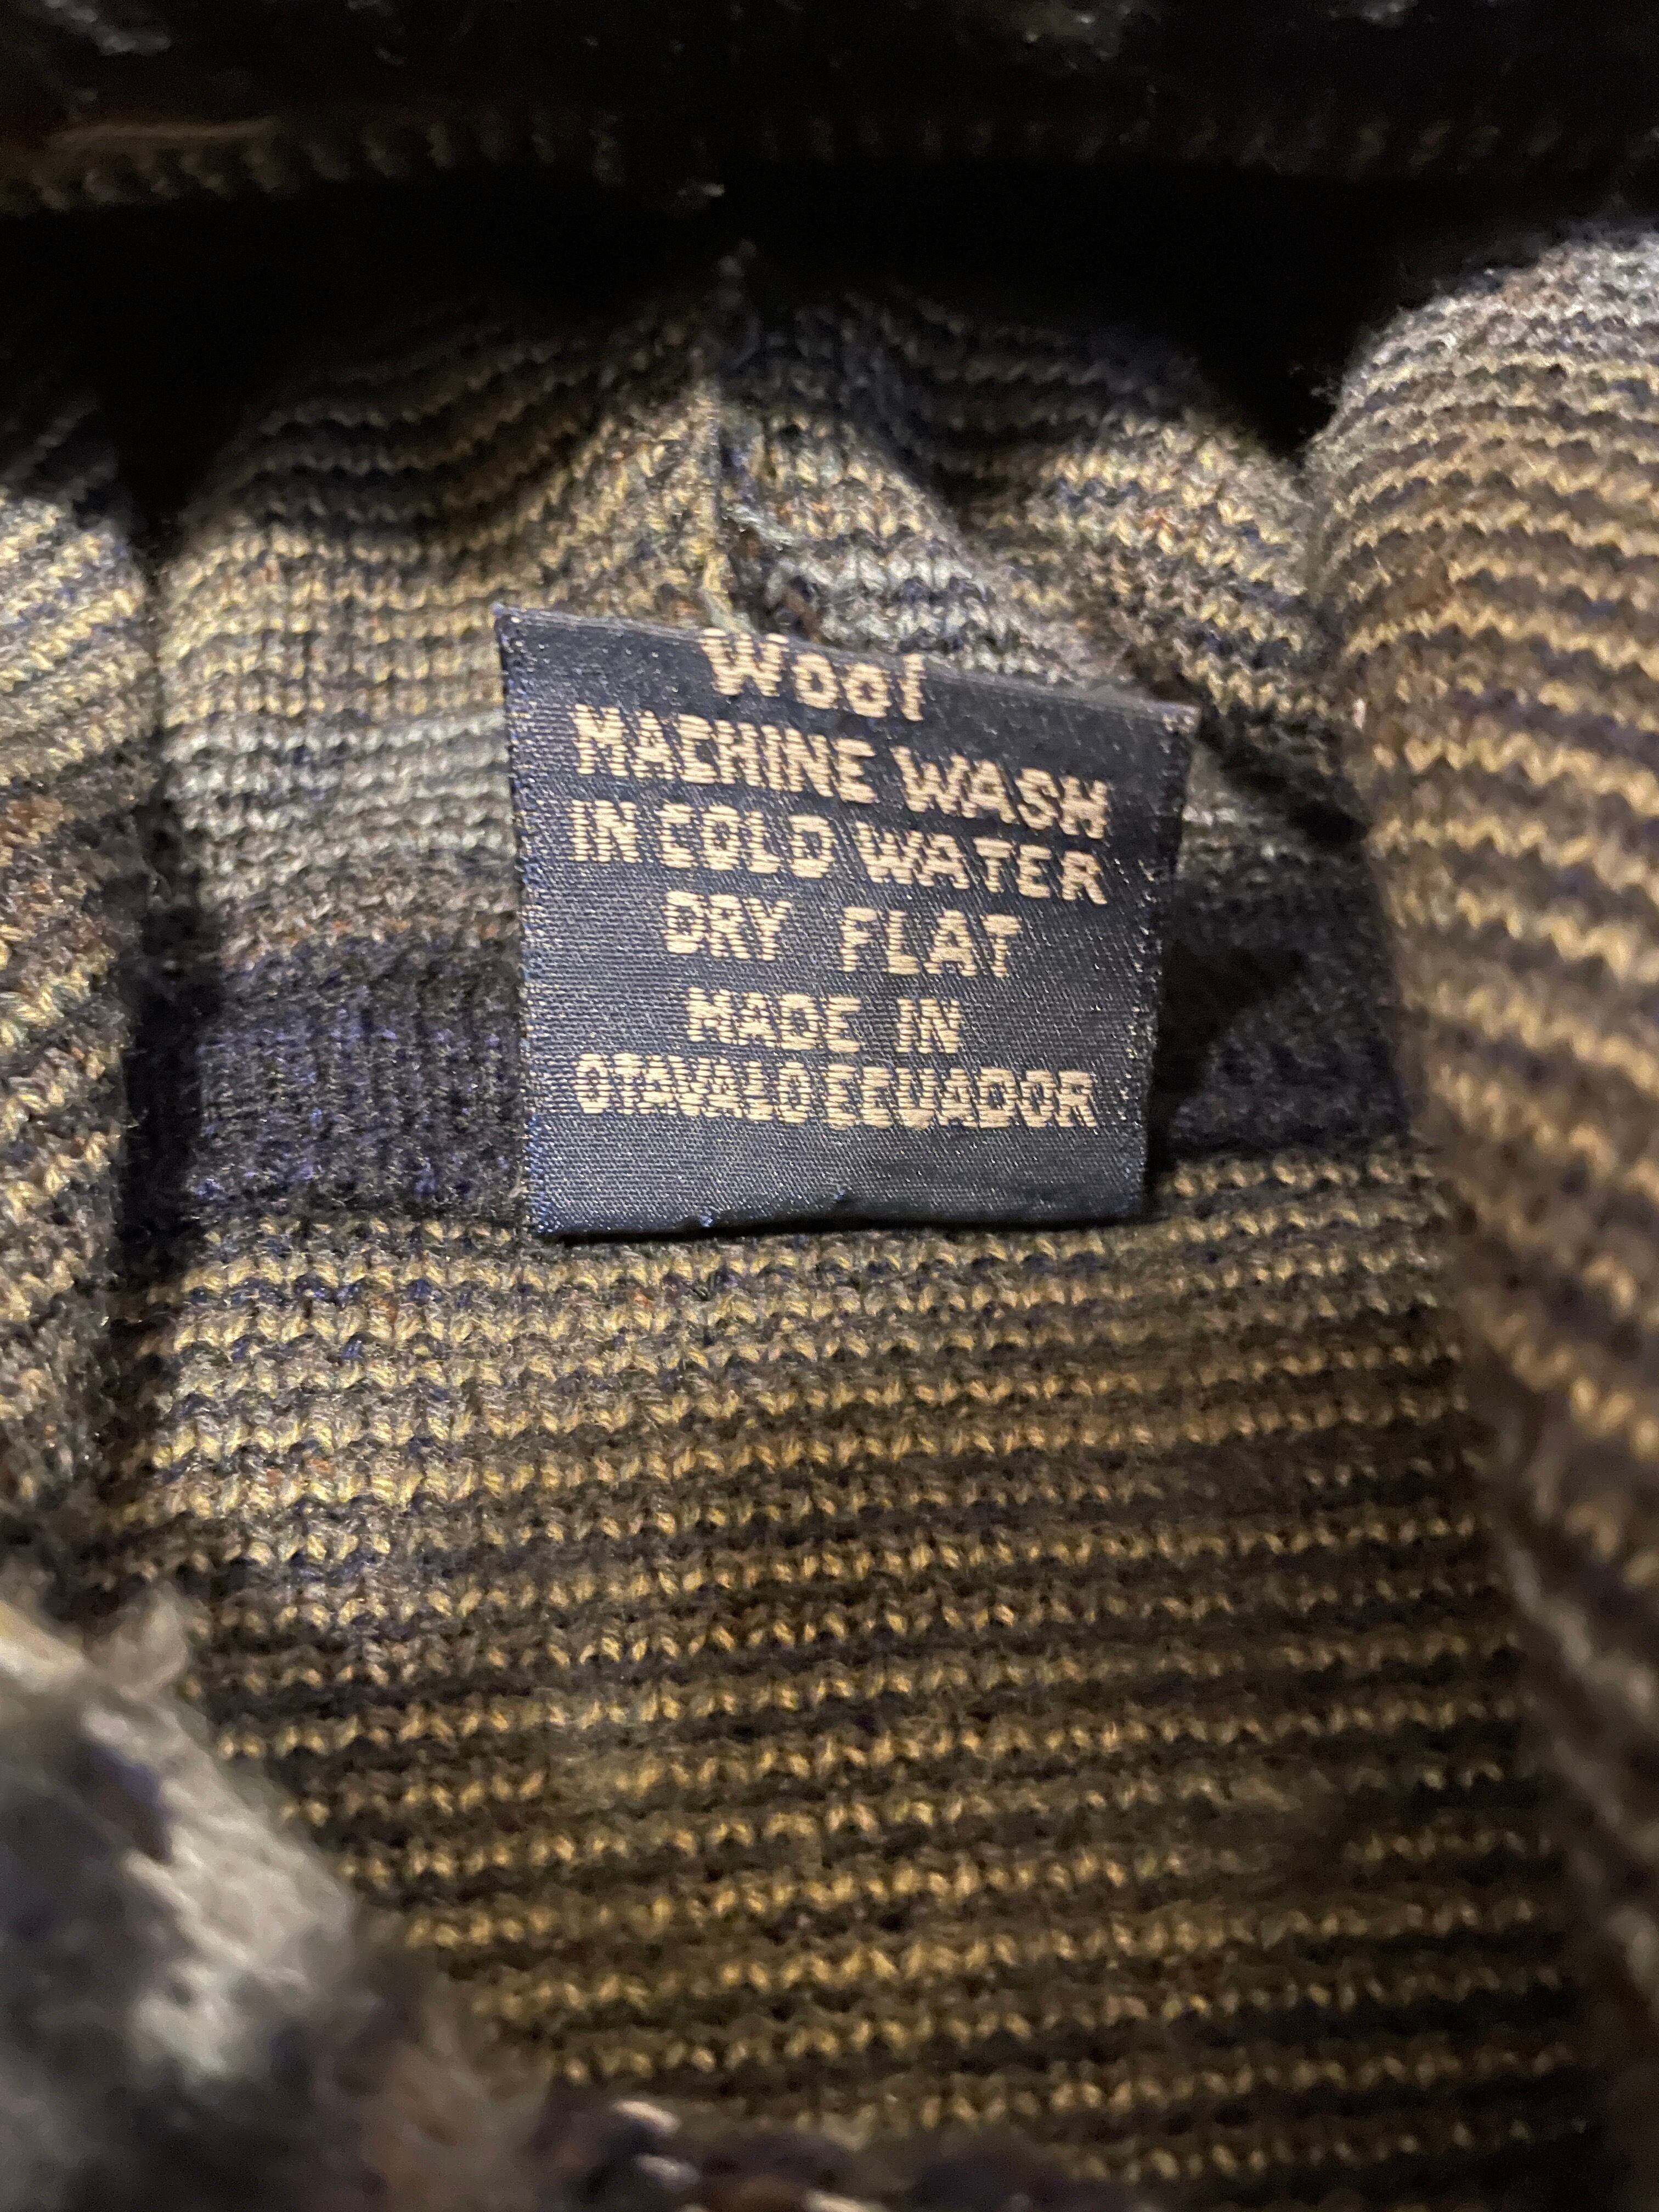 Wool
MACHINE WASH
IN COLD WATER
DRY FLAT
MADE IN
OTAVALO ECUADOR